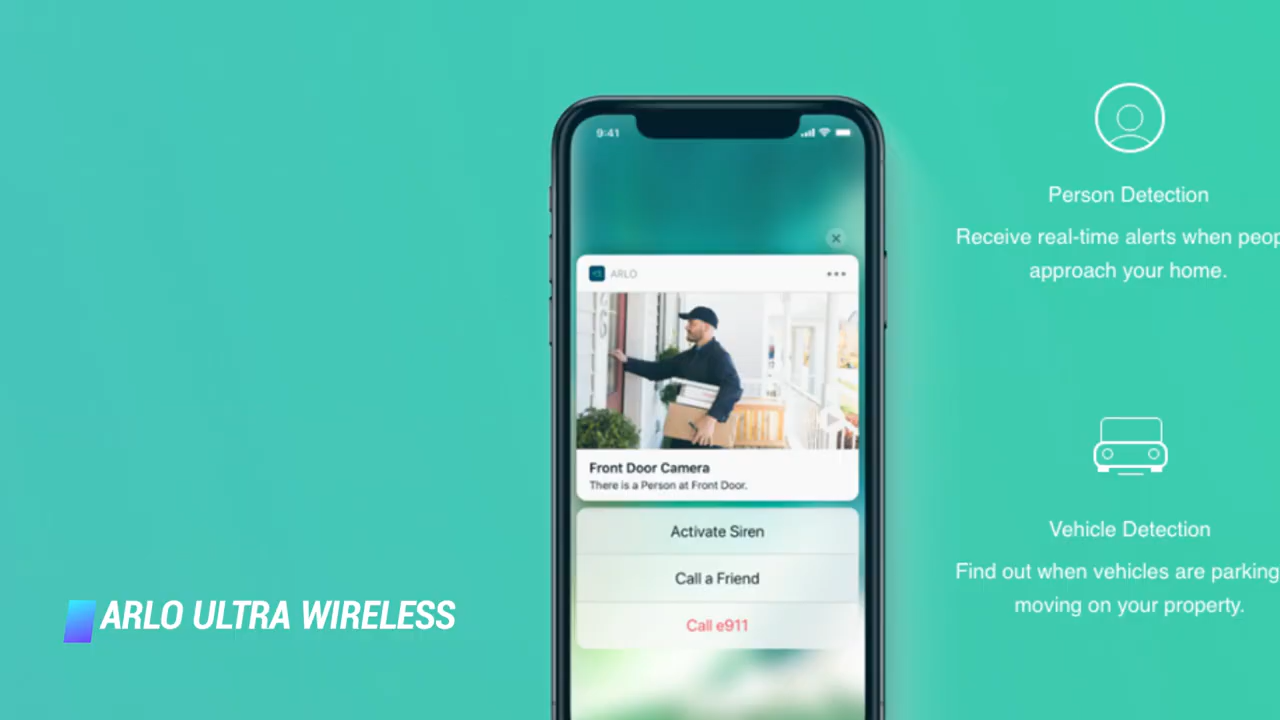 9:41
ARLO
Front Door Camera
There is a Person at Front Door.
Activate Siren
Call a Friend
Call e911
Person Detection
Receive real-time alerts when peop
approach your home.
Vehicle Detection
Find out when vehicles are parking
moving on your property.
ARLO ULTRA WIRELESS